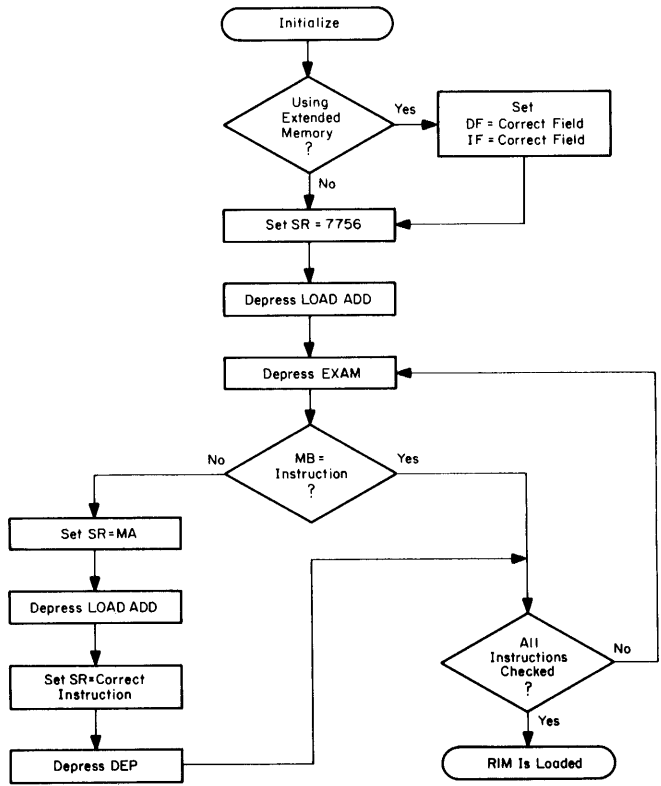 Initialize
Using
Extended
Memory
?
Yes
Set
DF = Correct Field
IF = Correct Field
No
Set SR = 7756
Depress LOAD ADD
Depress EXAM
MB =
Instruction
?
No
Yes
Set SR=MA
Depress LOAD ADD
Set SR=Correct
Instruction
Depress DEP
All
Instructions
Checked
?
No
Yes
RIM Is Loaded